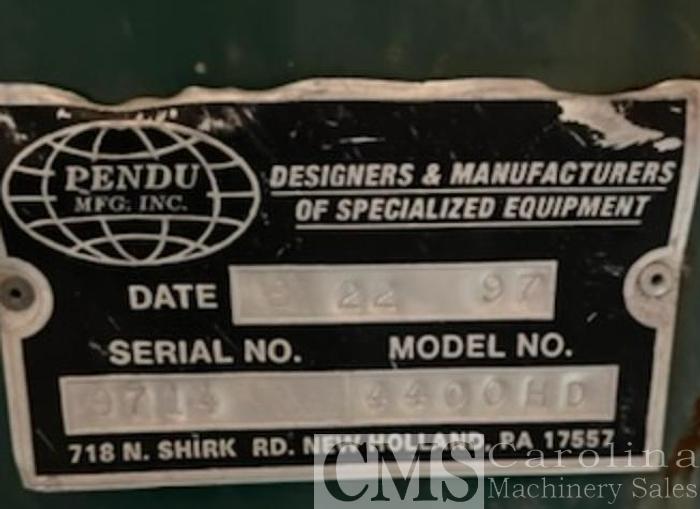 PENDU
MFG. INC.
DESIGNERS & MANUFACTURERS
OF SPECIALIZED EQUIPMENT
DATE 22 97
SERIAL NO. MODEL NO.
9714 4400HD
718 N. SHIRK RD. NEW HOLLAND, PA 17557
CMS Carolina
Machinery Sales